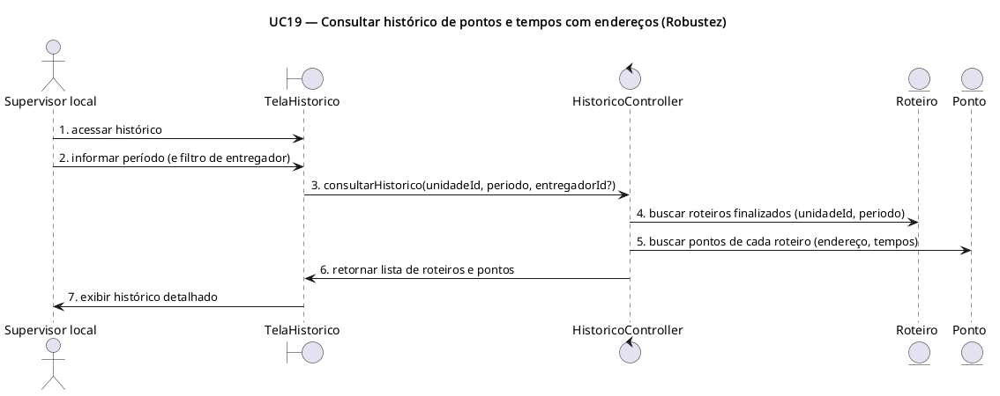 UC19 — Consultar histórico de pontos e tempos com endereços (Robustez)
Supervisor local
TelaHistorico
HistoricoController
Roteiro
Ponto
1. acessar histórico
2. informar período (e filtro de entregador)
3. consultarHistorico(unidadeId, periodo, entregadorId?)
4. buscar roteiros finalizados (unidadeId, periodo)
5. buscar pontos de cada roteiro (endereço, tempos)
6. retornar lista de roteiros e pontos
7. exibir histórico detalhado
Supervisor local
TelaHistorico
HistoricoController
Roteiro
Ponto